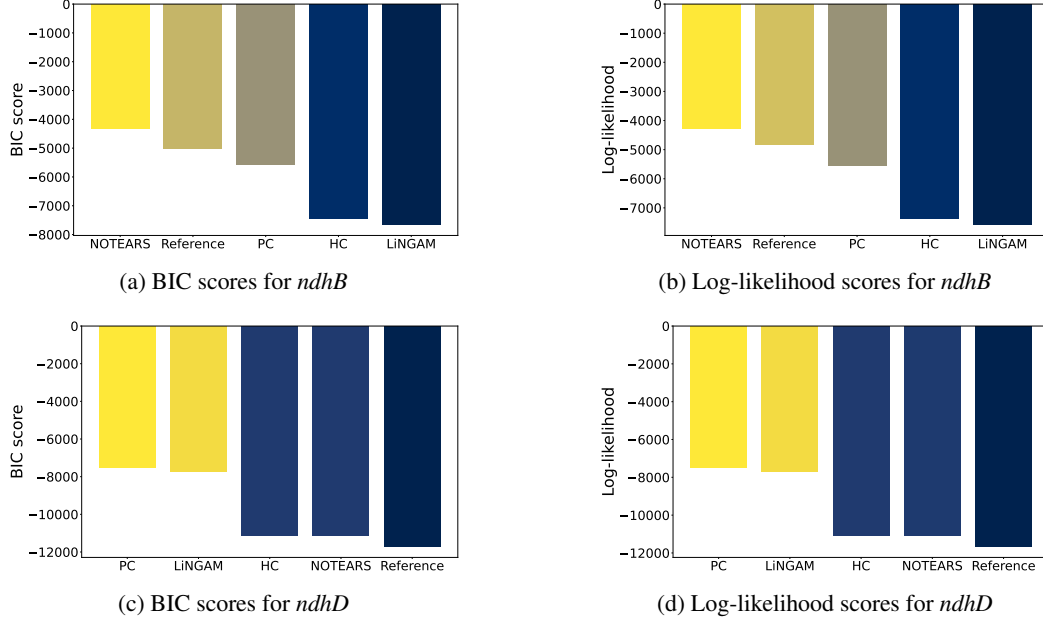 0
−1000
−2000
−3000
−4000
−5000
−6000
−7000
−8000
BIC score
NOTEARS Reference PC HC LiNGAM
(a) BIC scores for ndhB
0
−1000
−2000
−3000
−4000
−5000
−6000
−7000
Log-likelihood
NOTEARS Reference PC HC LiNGAM
(b) Log-likelihood scores for ndhB
0
−2000
−4000
−6000
−8000
−10000
−12000
BIC score
PC LiNGAM HC NOTEARS Reference
(c) BIC scores for ndhD
0
−2000
−4000
−6000
−8000
−10000
−12000
Log-likelihood
PC LiNGAM HC NOTEARS Reference
(d) Log-likelihood scores for ndhD